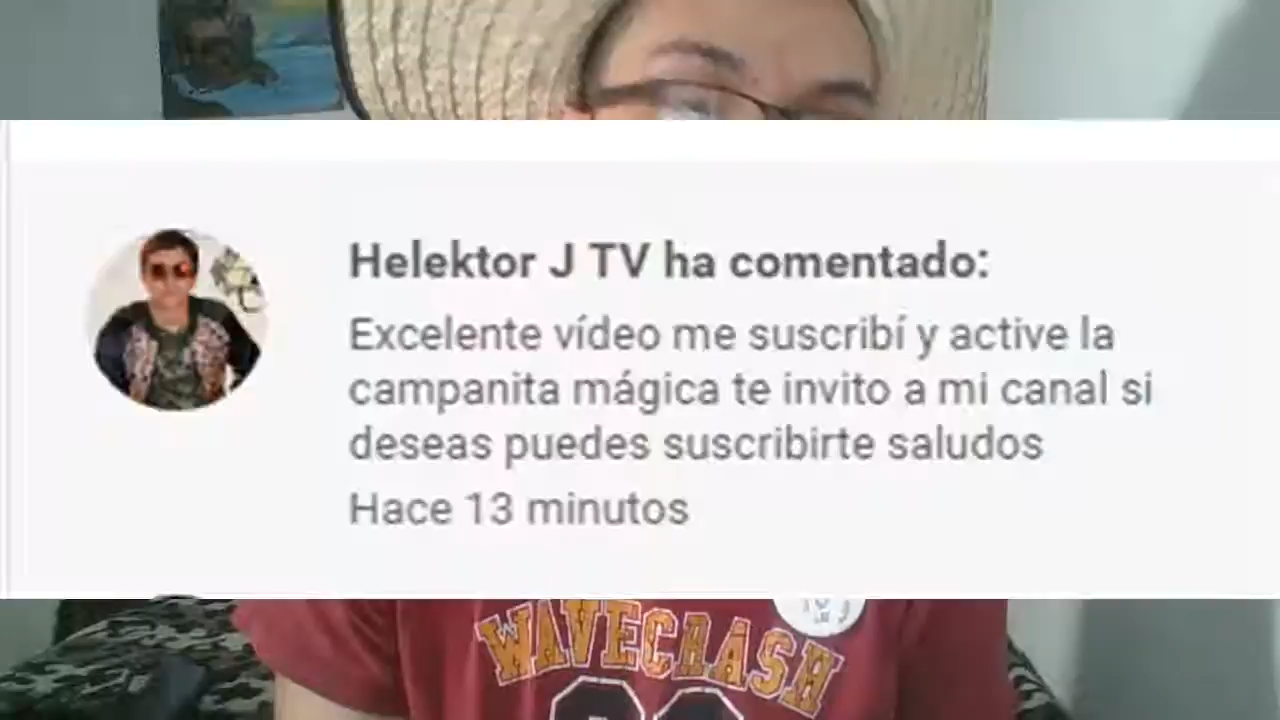 Helektor J TV ha comentado:
Excelente vídeo me suscribí y active la
campanita mágica te invito a mi canal si
deseas puedes suscribirte saludos
Hace 13 minutos
WAVECRASH